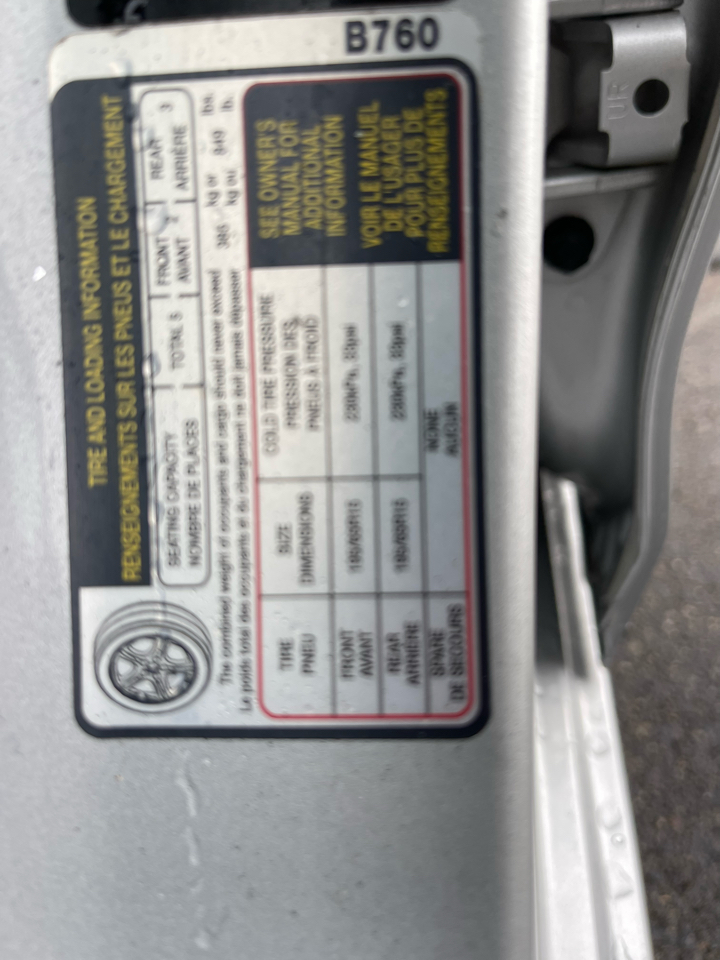 B760
TIRE AND LOADING INFORMATION
RENSEIGNEMENTS SUR LES PNEUS ET LE CHARGEMENT
SEATING CAPACITY
NOMBRE DE PLACES
TOTAL 5
FRONT 2
AVANT
REAR 3
ARRIÈRE
The combined weight of occupants and cargo should never exceed 385 kg or 849 lbs.
Le poids total des occupants et du chargement ne doit jamais dépasser kg ou lb.
TIRE
PNEU
SIZE
DIMENSIONS
COLD TIRE PRESSURE
PRESSION DES
PNEUS À FROID
SEE OWNER'S
MANUAL FOR
ADDITIONAL
INFORMATION
VOIR LE MANUEL
DE L'USAGER
POUR PLUS DE
RENSEIGNEMENTS
FRONT
AVANT
185/65R15
230kPa, 33psi
REAR
ARRIÈRE
185/65R15
230kPa, 33psi
SPARE
DE SECOURS
NONE
AUCUN
UR